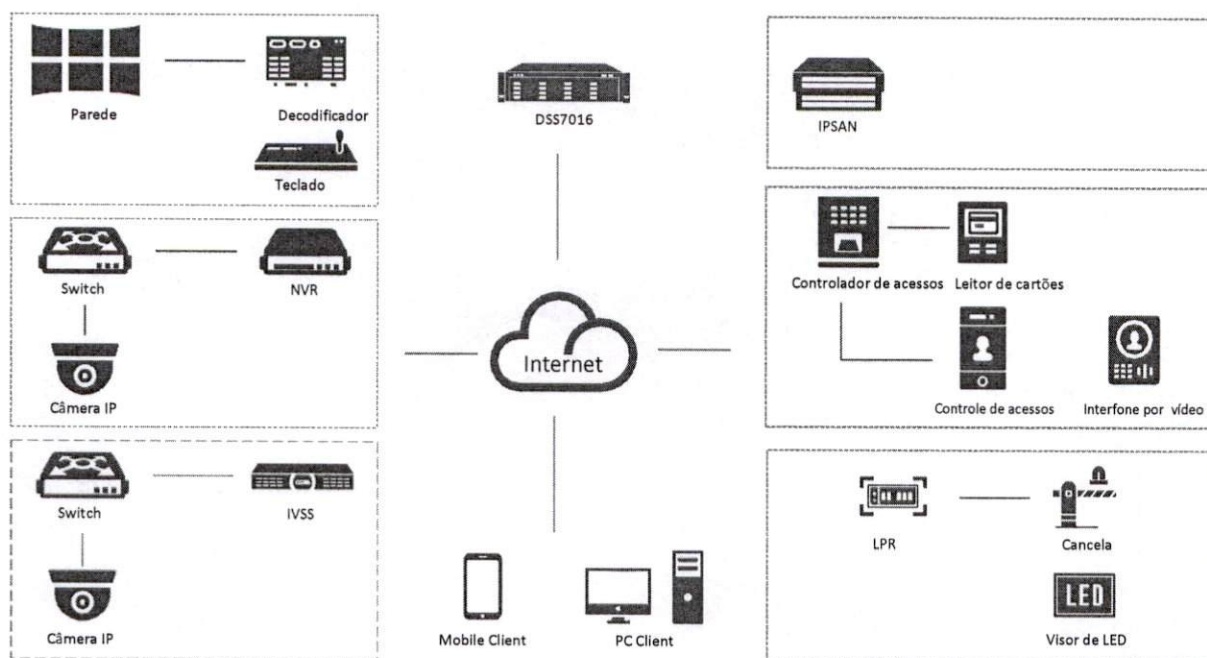 Parede
Decodificador
Teclado
Switch
NVR
Câmera IP
Switch
IVSS
Câmera IP
DSS7016
Internet
Mobile Client
PC Client
IPSAN
Controlador de acessos
Leitor de cartões
Controle de acessos
Interfone por vídeo
LPR
Cancela
LED
Visor de LED